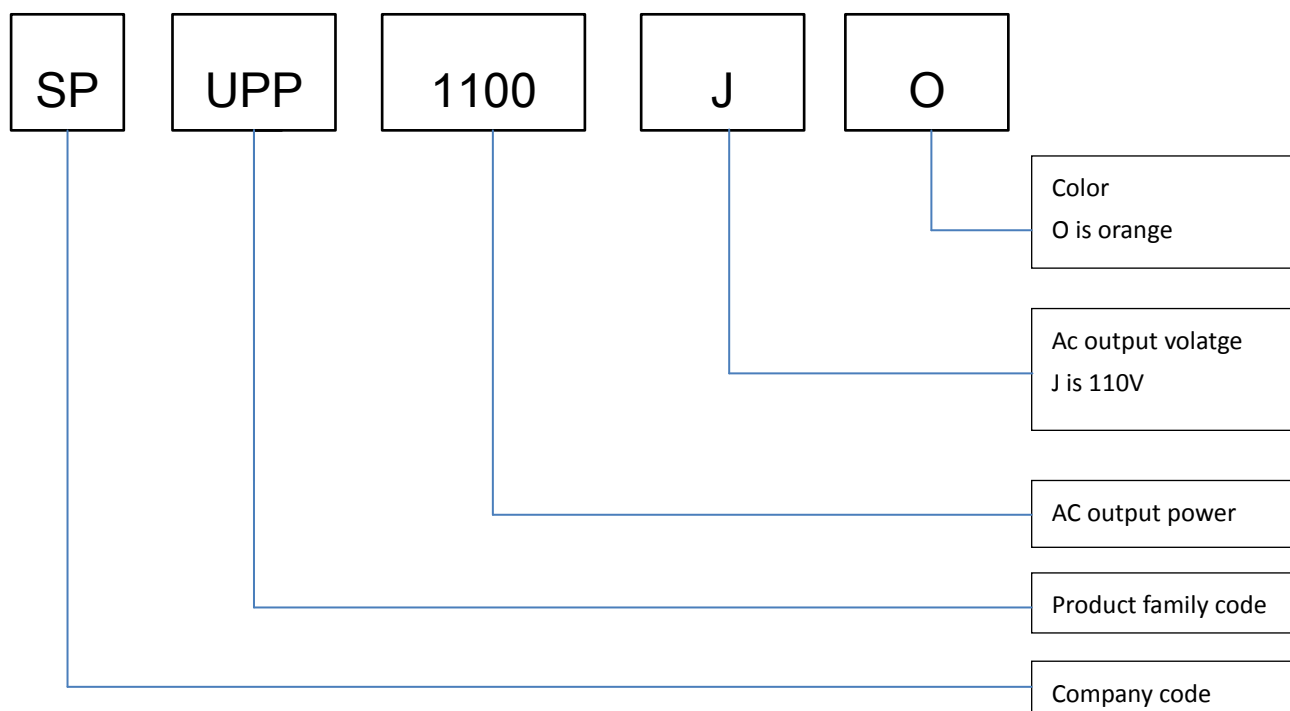 SP UPP 1100 J O
Color
O is orange
Ac output volatge
J is 110V
AC output power
Product family code
Company code